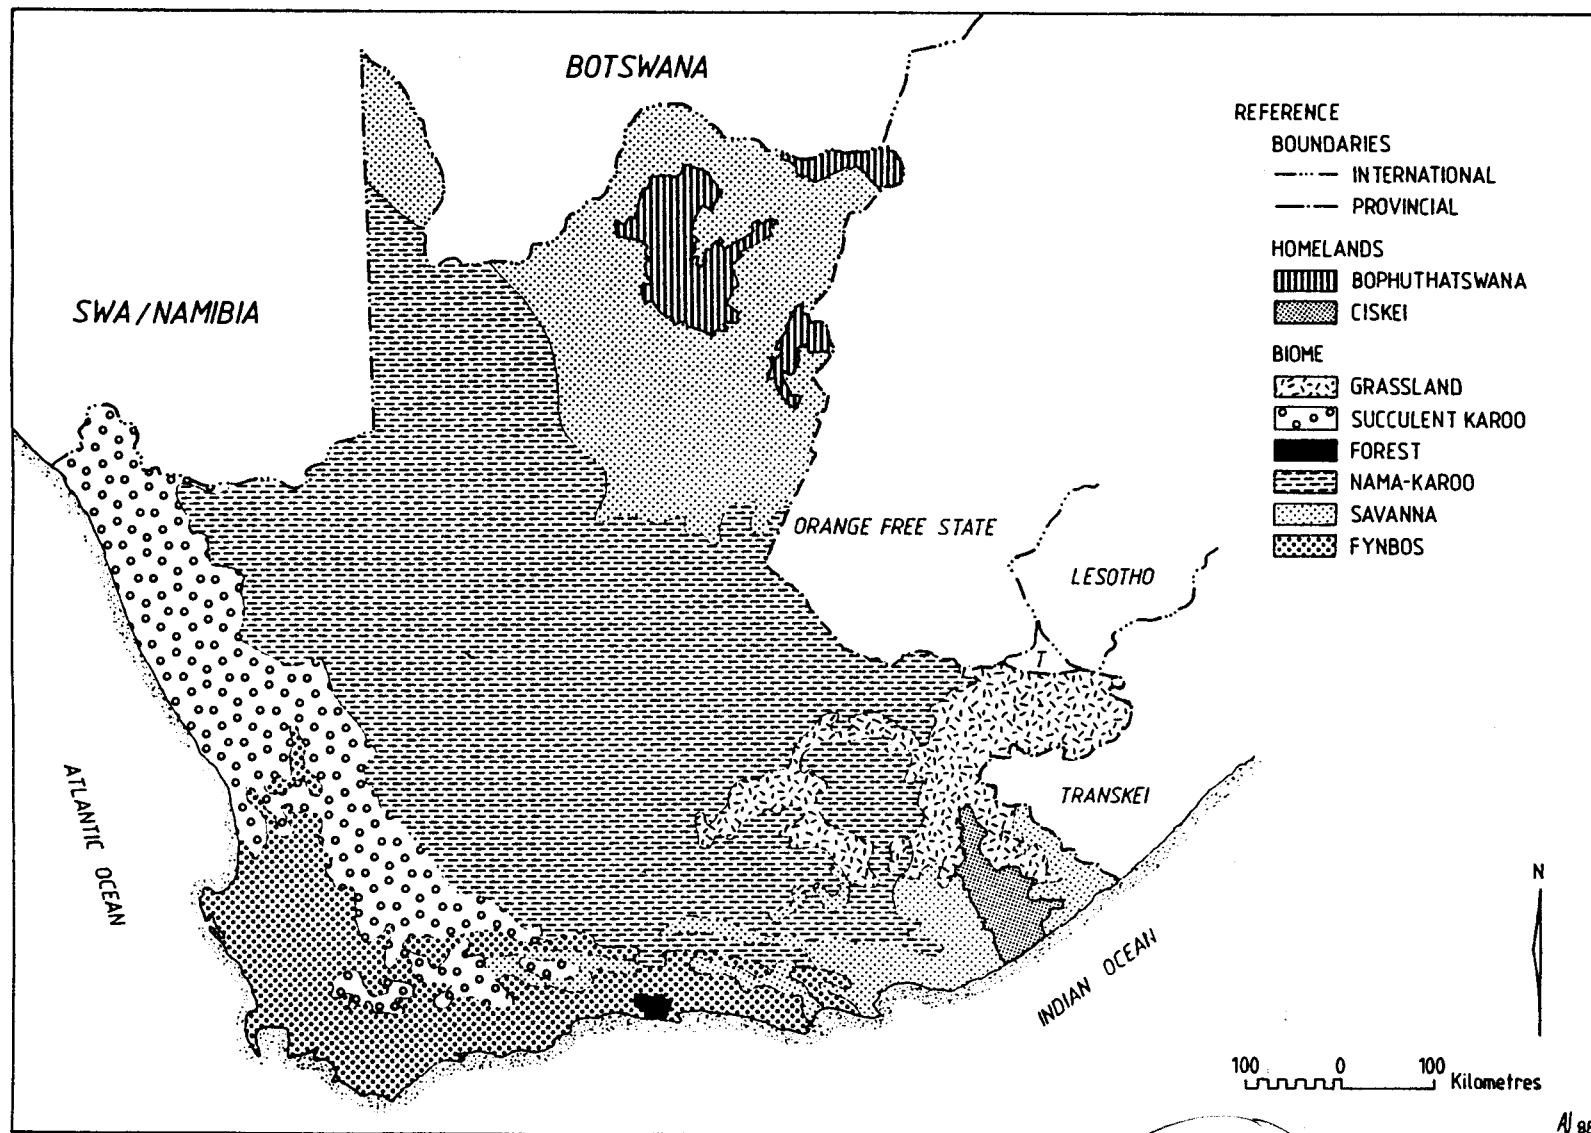 BOTSWANA
SWA/NAMIBIA
ORANGE FREE STATE
LESOTHO
T
TRANSKEI
ATLANTIC OCEAN
INDIAN OCEAN
REFERENCE
BOUNDARIES
INTERNATIONAL
PROVINCIAL
HOMELANDS
BOPHUTHATSWANA
CISKEI
BIOME
GRASSLAND
SUCCULENT KAROO
FOREST
NAMA-KAROO
SAVANNA
FYNBOS
N
100 0 100 Kilometres